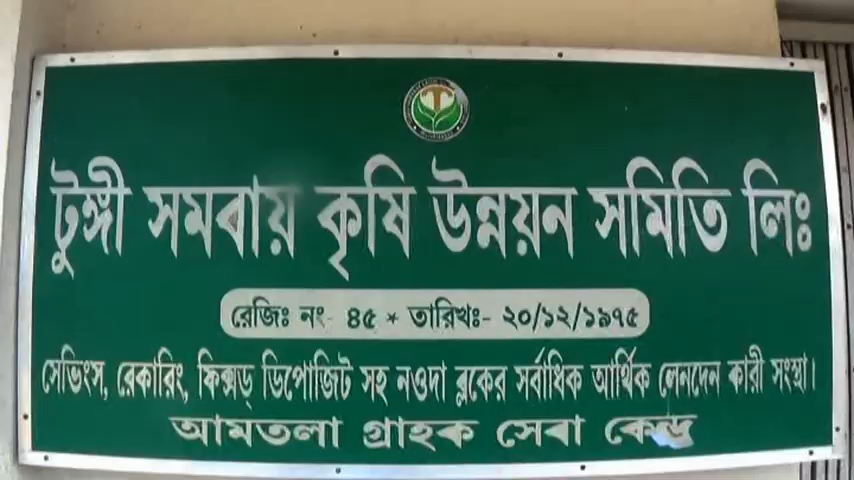 টুঙ্গী সমবায় কৃষি উন্নয়ন সমিতি লিঃ
রেজিঃ নং- ৪৫ * তারিখঃ- ২০/১২/১৯৭৫
সেভিংস, রেকারিং, ফিক্সড্ ডিপোজিট সহ নওদা ব্লকের সর্বাধিক আর্থিক লেনদেন কারী সংস্থা।
আমতলা গ্রাহক সেবা কেন্দ্র